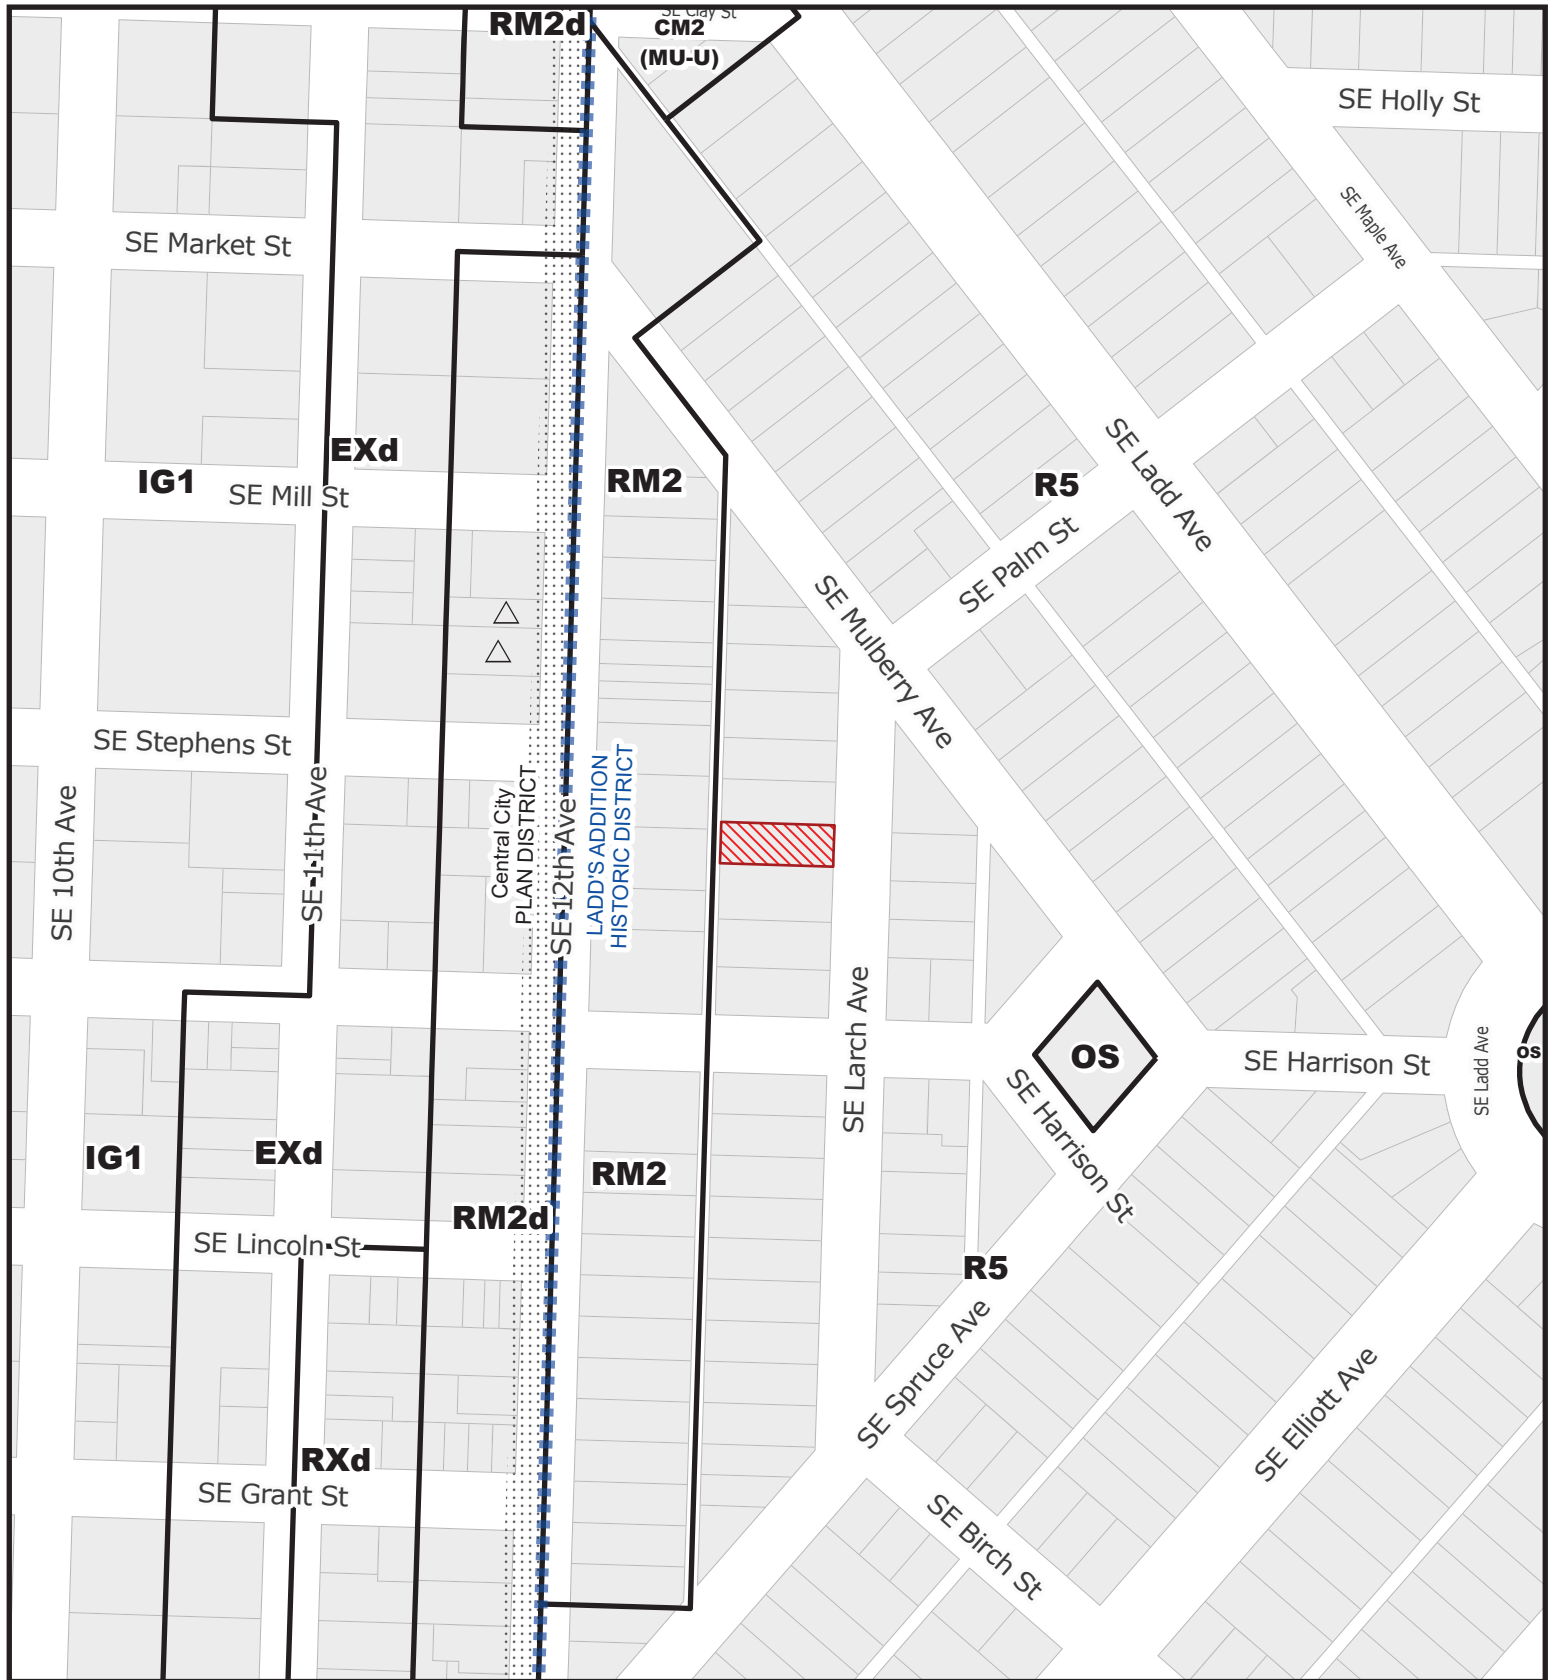 SE Clay St
RM2d
CM2
(MU-U)
SE Holly St
SE Maple Ave
SE Market St
EXd
IG1
SE Mill St
RM2
R5
SE Ladd Ave
SE Palm St
SE Mulberry Ave
SE Stephens St
SE 10th Ave
SE 11th Ave
Central City
PLAN DISTRICT
SE 12th Ave
LADD'S ADDITION
HISTORIC DISTRICT
SE Larch Ave
OS
SE Harrison St
SE Ladd Ave
OS
SE Harrison St
IG1
EXd
RM2
RM2d
SE Lincoln St
R5
SE Spruce Ave
SE Elliott Ave
RXd
SE Grant St
SE Birch St